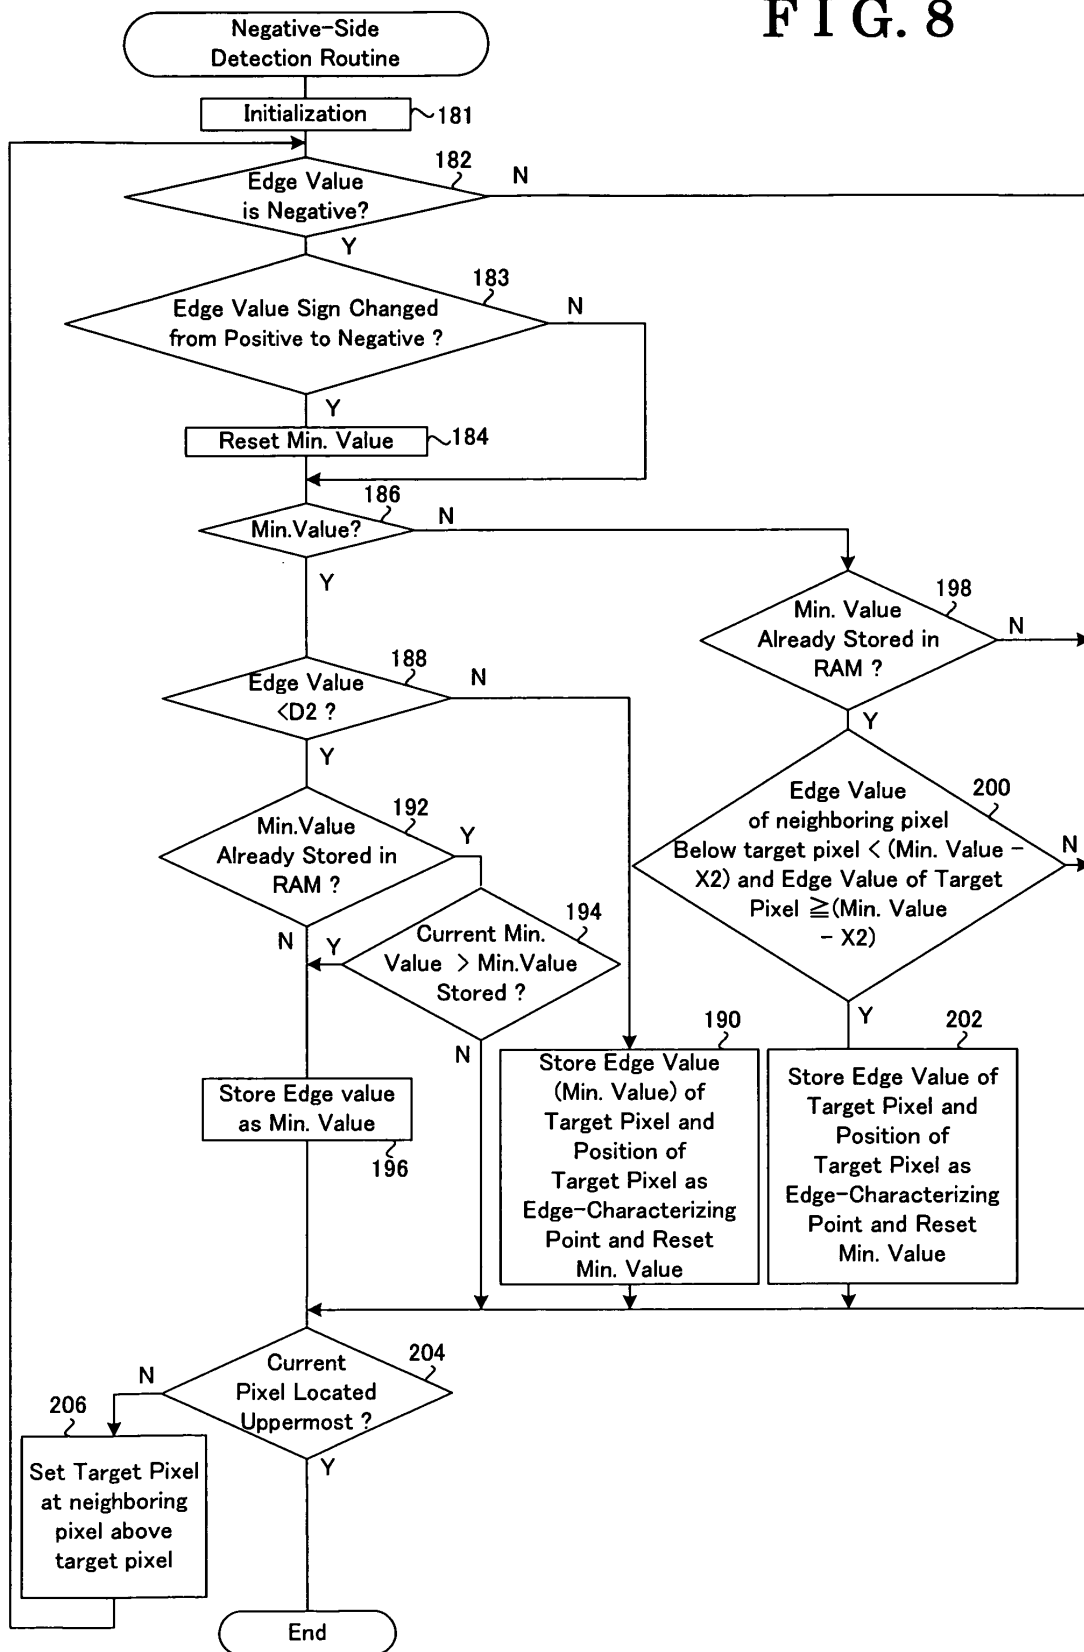 FIG. 8
Negative-Side
Detection Routine
Initialization
181
Edge Value
is Negative?
182
N
Y
Edge Value Sign Changed
from Positive to Negative ?
183
N
Y
Reset Min. Value
184
Min.Value?
186
N
Y
Min. Value
Already Stored in
RAM ?
198
N
Y
Edge Value
<D2 ?
188
N
Y
Edge Value
of neighboring pixel
Below target pixel < (Min. Value -
X2) and Edge Value of Target
Pixel ≧(Min. Value
- X2)
200
N
Y
Min.Value
Already Stored in
RAM ?
192
Y
N
Current Min.
Value > Min.Value
Stored ?
194
Y
N
Store Edge value
as Min. Value
196
190
Store Edge Value
(Min. Value) of
Target Pixel and
Position of
Target Pixel as
Edge-Characterizing
Point and Reset
Min. Value
202
Store Edge Value of
Target Pixel and
Position of
Target Pixel as
Edge-Characterizing
Point and Reset
Min. Value
Current
Pixel Located
Uppermost ?
204
N
Y
206
Set Target Pixel
at neighboring
pixel above
target pixel
End